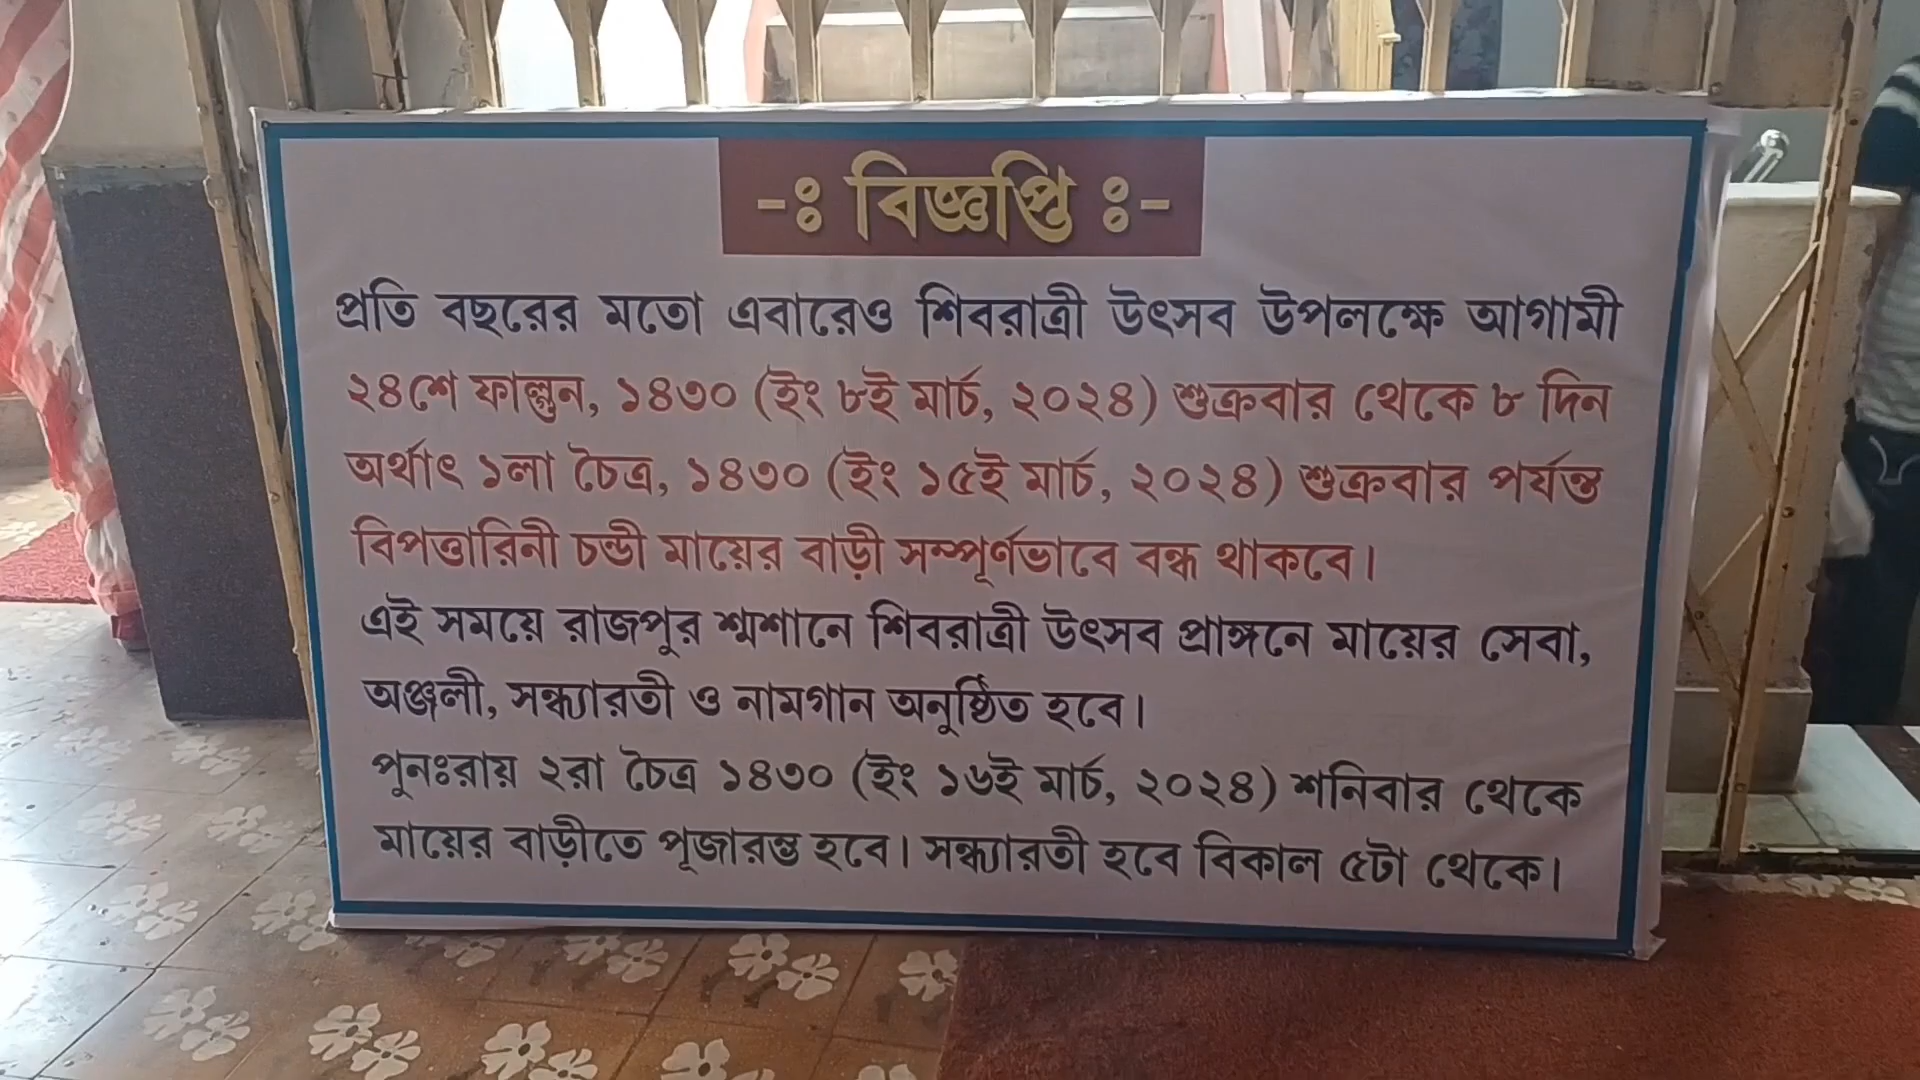 -ঃ বিজ্ঞপ্তি ঃ-
প্রতি বছরের মতো এবারেও শিবরাত্রী উৎসব উপলক্ষে আগামী
২৪শে ফাল্গুন, ১৪৩০ (ইং ৮ই মার্চ, ২০২৪) শুক্রবার থেকে ৮ দিন
অর্থাৎ ১লা চৈত্র, ১৪৩০ (ইং ১৫ই মার্চ, ২০২৪) শুক্রবার পর্যন্ত
বিপত্তারিনী চন্ডী মায়ের বাড়ী সম্পূর্ণভাবে বন্ধ থাকবে।
এই সময়ে রাজপুর শ্মশানে শিবরাত্রী উৎসব প্রাঙ্গনে মায়ের সেবা,
অঞ্জলী, সন্ধ্যারতী ও নামগান অনুষ্ঠিত হবে।
পুনঃরায় ২রা চৈত্র ১৪৩০ (ইং ১৬ই মার্চ, ২০২৪) শনিবার থেকে
মায়ের বাড়ীতে পূজারম্ভ হবে। সন্ধ্যারতী হবে বিকাল ৫টা থেকে।